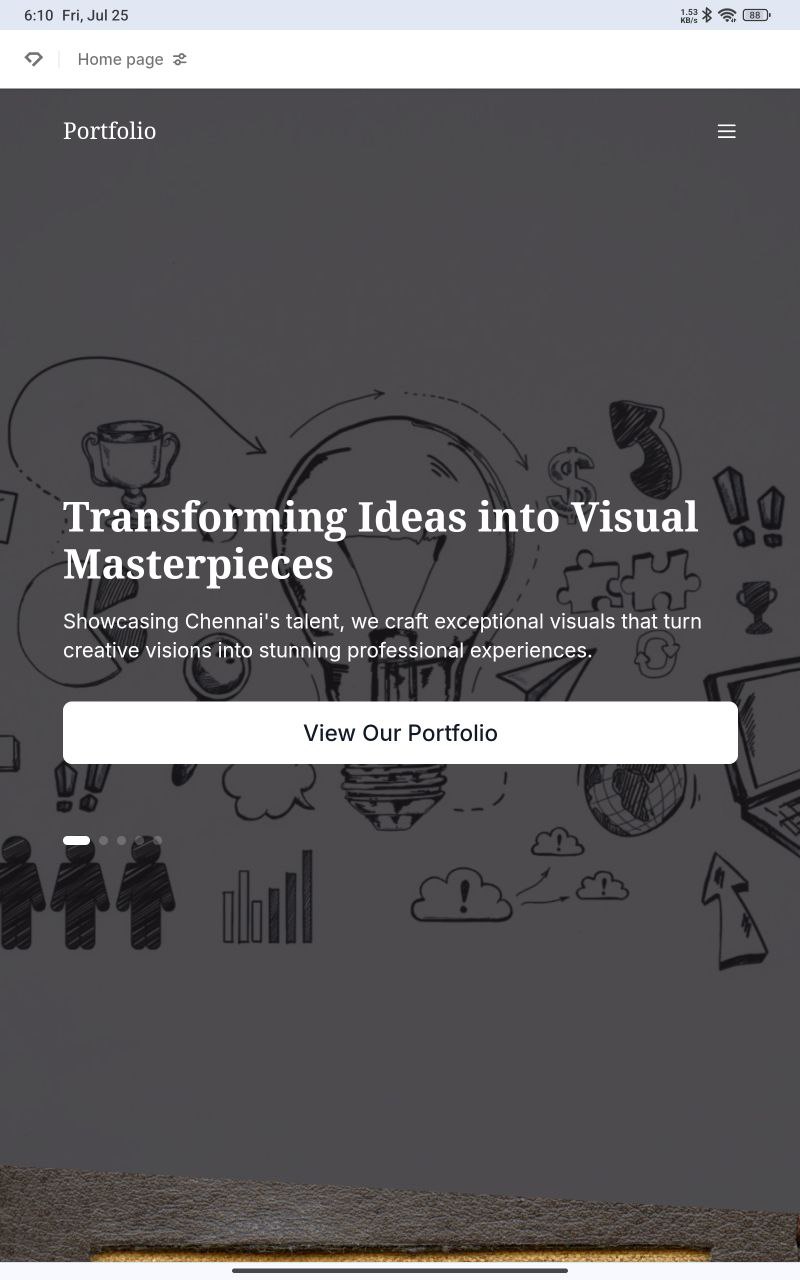 6:10 Fri, Jul 25
1.53
KB/s
88
Home page
Portfolio
Transforming Ideas into Visual
Masterpieces
Showcasing Chennai's talent, we craft exceptional visuals that turn
creative visions into stunning professional experiences.
View Our Portfolio